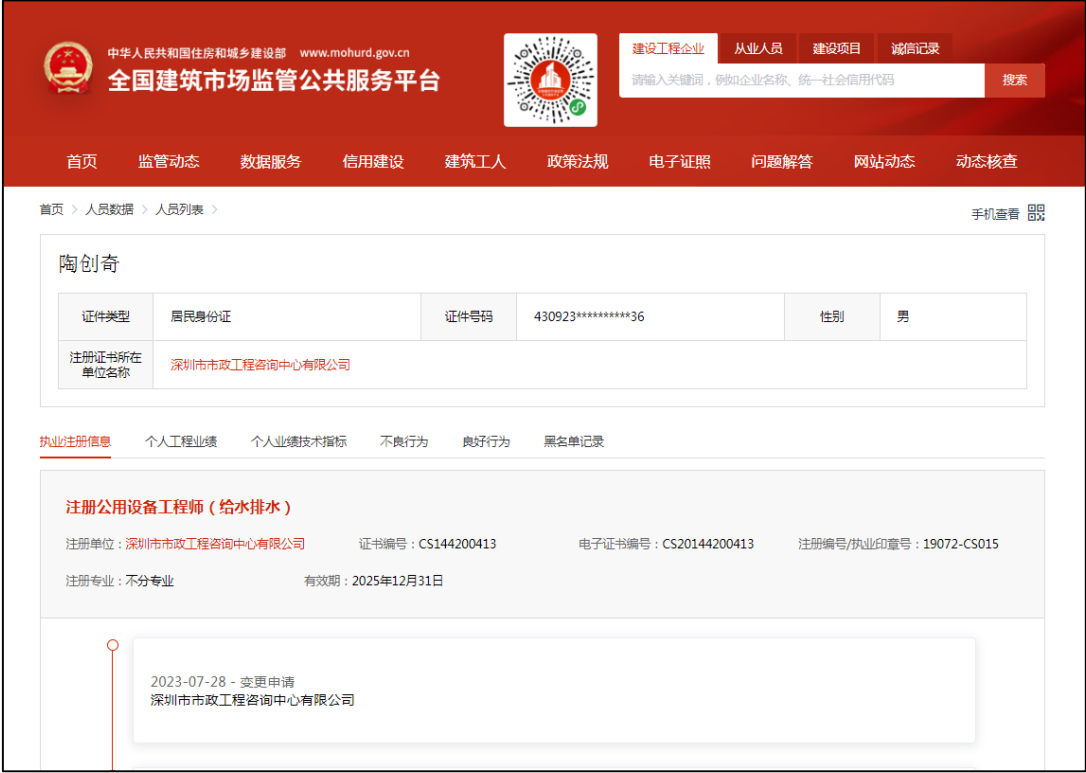 中华人民共和国住房和城乡建设部 www.mohurd.gov.cn
全国建筑市场监管公共服务平台
建设工程企业 从业人员 建设项目 诚信记录
请输入关键词，例如企业名称、统一社会信用代码 搜索
首页 监管动态 数据服务 信用建设 建筑工人 政策法规 电子证照 问题解答 网站动态 动态核查
首页 > 人员数据 > 人员列表 >
手机查看
陶创奇
证件类型 居民身份证 证件号码 430923**********36 性别 男
注册证书所在
单位名称
深圳市市政工程咨询中心有限公司
执业注册信息 个人工程业绩 个人业绩技术指标 不良行为 良好行为 黑名单记录
注册公用设备工程师（给水排水）
注册单位：深圳市市政工程咨询中心有限公司 证书编号：CS144200413 电子证书编号：CS20144200413 注册编号/执业印章号：19072-CS015
注册专业：不分专业 有效期：2025年12月31日
2023-07-28 - 变更申请
深圳市市政工程咨询中心有限公司